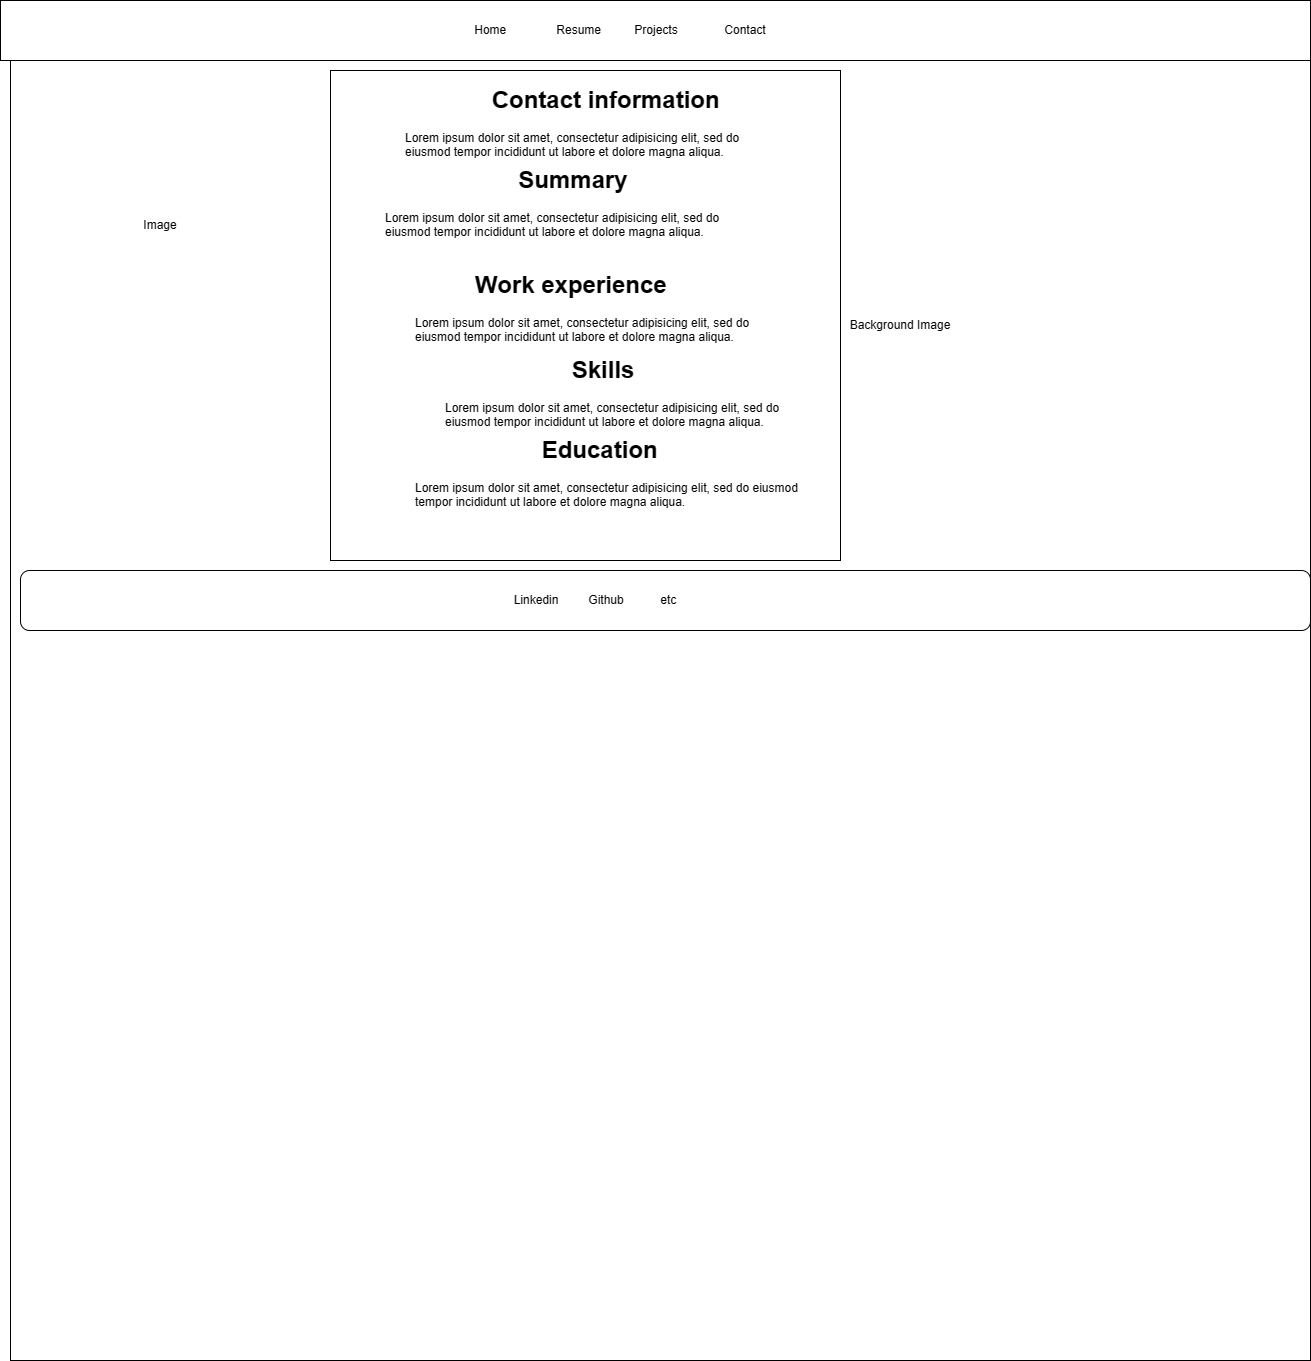 Home Resume Projects Contact
Contact information
Lorem ipsum dolor sit amet, consectetur adipisicing elit, sed do
eiusmod tempor incididunt ut labore et dolore magna aliqua.
Summary
Image
Lorem ipsum dolor sit amet, consectetur adipisicing elit, sed do
eiusmod tempor incididunt ut labore et dolore magna aliqua.
Work experience
Lorem ipsum dolor sit amet, consectetur adipisicing elit, sed do
eiusmod tempor incididunt ut labore et dolore magna aliqua.
Background Image
Skills
Lorem ipsum dolor sit amet, consectetur adipisicing elit, sed do
eiusmod tempor incididunt ut labore et dolore magna aliqua.
Education
Lorem ipsum dolor sit amet, consectetur adipisicing elit, sed do eiusmod
tempor incididunt ut labore et dolore magna aliqua.
Linkedin Github etc